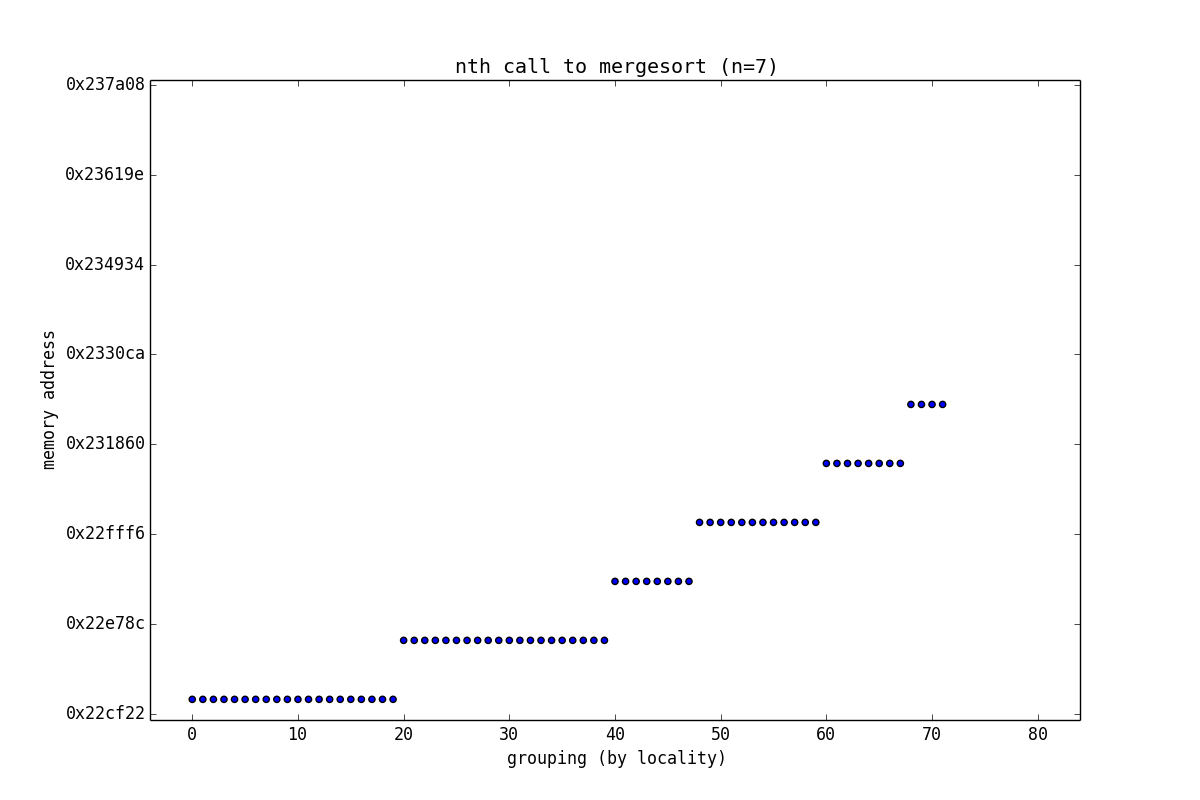 nth call to mergesort (n=7)
0x237a08
0x23619e
0x234934
0x2330ca
0x231860
0x22fff6
0x22e78c
0x22cf22
memory address
0 10 20 30 40 50 60 70 80
grouping (by locality)